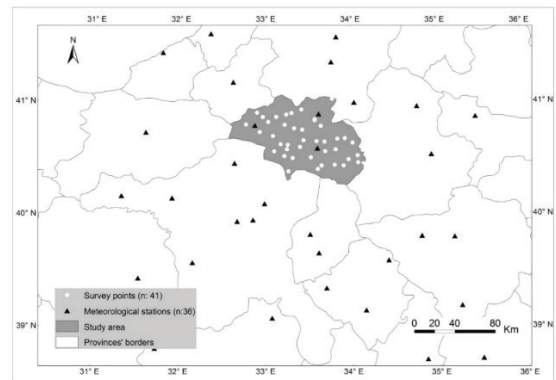 31° E 32° E 33° E 34° E 35° E 36° E
N
41° N 41° N
40° N 40° N
39° N 39° N
Survey points (n: 41)
Meteorological stations (n:36)
Study area
Provinces' borders
0 20 40 60 80
Km
31° E 32° E 33° E 34° E 35° E 36° E